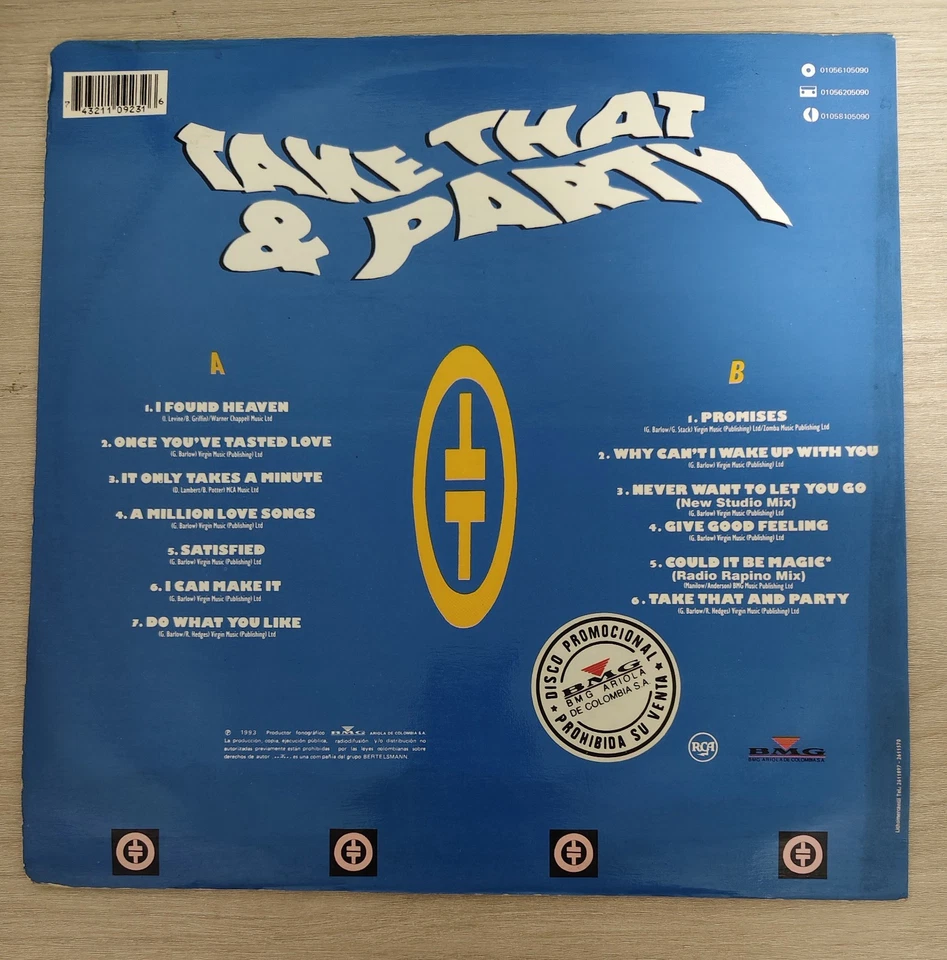 7 43211 09231 6
01056105090
01056205090
01058105090
TAKE THAT
& PARTY
A
1. I FOUND HEAVEN
(I. Levine/B. Griffin)/Warner Chappell Music Ltd
2. ONCE YOU'VE TASTED LOVE
(G. Barlow) Virgin Music (Publishing) Ltd
3. IT ONLY TAKES A MINUTE
(D. Lambert/B. Potter) MCA Music Ltd
4. A MILLION LOVE SONGS
(G. Barlow) Virgin Music (Publishing) Ltd
5. SATISFIED
(G. Barlow) Virgin Music (Publishing) Ltd
6. I CAN MAKE IT
(G. Barlow) Virgin Music (Publishing) Ltd
7. DO WHAT YOU LIKE
(G. Barlow/R. Hedges) Virgin Music (Publishing) Ltd
B
1. PROMISES
(G. Barlow/G. Stack) Virgin Music (Publishing) Ltd/Zomba Music Publishing Ltd
2. WHY CAN'T I WAKE UP WITH YOU
(G. Barlow) Virgin Music (Publishing) Ltd
3. NEVER WANT TO LET YOU GO
(New Studio Mix)
(G. Barlow) Virgin Music (Publishing) Ltd
4. GIVE GOOD FEELING
(G. Barlow) Virgin Music (Publishing) Ltd
5. COULD IT BE MAGIC*
(Radio Rapino Mix)
(Manilow/Anderson) BMG Music Publishing Ltd
6. TAKE THAT AND PARTY
(G. Barlow/R. Hedges) Virgin Music (Publishing) Ltd
DISCO PROMOCIONAL
BMG
BMG ARIOLA
DE COLOMBIA S.A.
PROHIBIDA SU VENTA
℗ 1993 Productor fonográfico BMG ARIOLA DE COLOMBIA S.A.
La producción, copia, ejecución pública, radiodifusión y/o distribución no
autorizadas previamente están prohibidas por las leyes colombianas sobre
derechos de autor es una compañía del grupo BERTELSMANN
RCA
BMG
BMG ARIOLA DE COLOMBIA S.A.